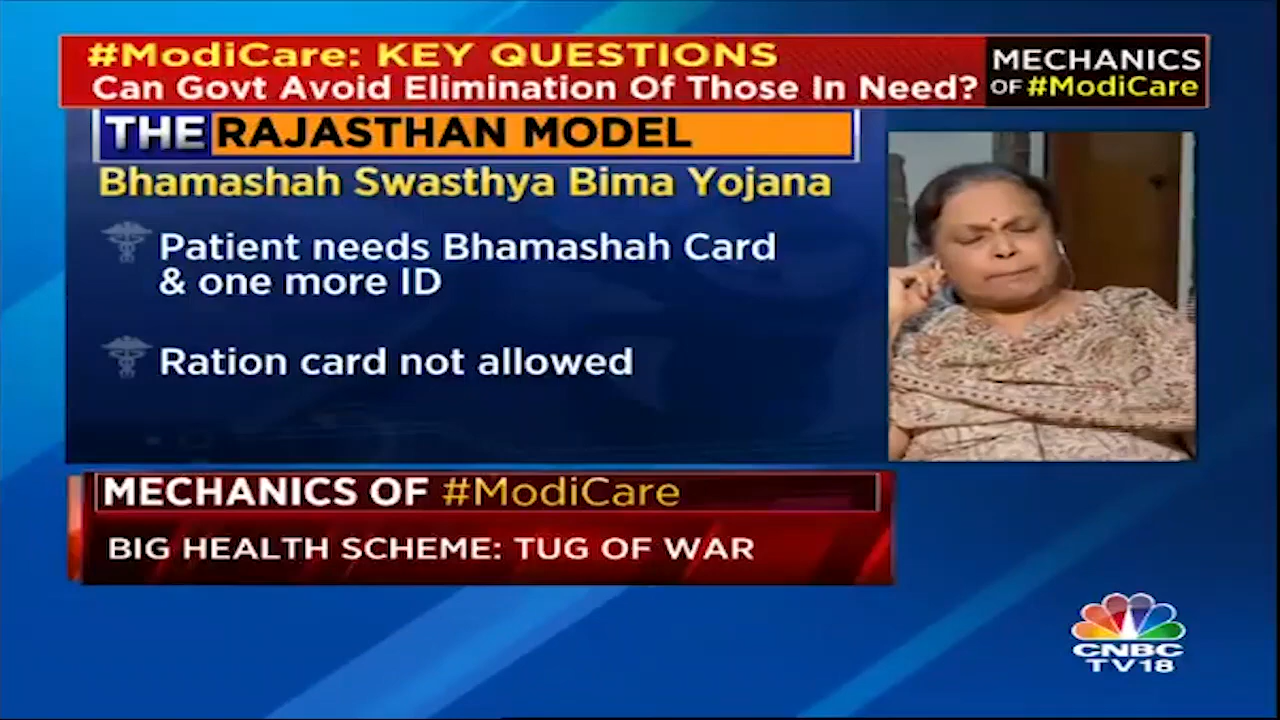 #ModiCare: KEY QUESTIONS
Can Govt Avoid Elimination Of Those In Need?
MECHANICS
OF #ModiCare
THE RAJASTHAN MODEL
Bhamashah Swasthya Bima Yojana
Patient needs Bhamashah Card
& one more ID
Ration card not allowed
MECHANICS OF #ModiCare
BIG HEALTH SCHEME: TUG OF WAR
CNBC
TV18